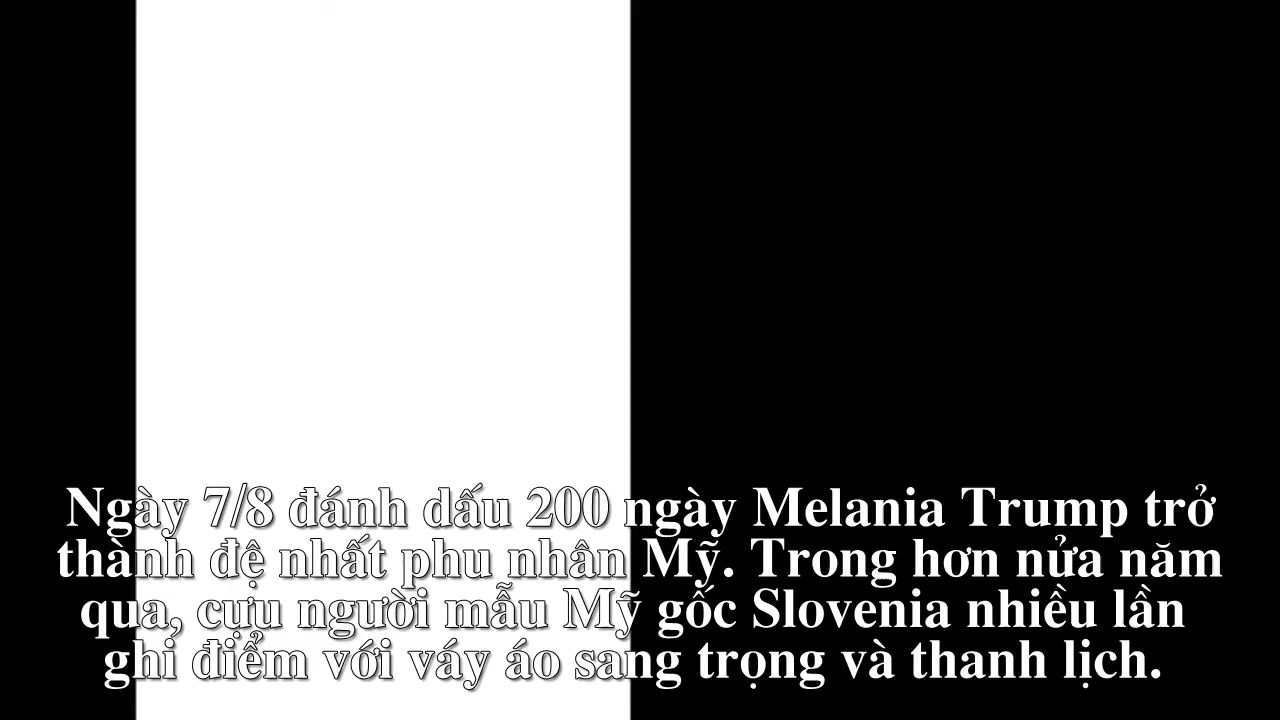 Ngày 7/8 đánh dấu 200 ngày Melania Trump trở
thành đệ nhất phu nhân Mỹ. Trong hơn nửa năm
qua, cựu người mẫu Mỹ gốc Slovenia nhiều lần
ghi điểm với váy áo sang trọng và thanh lịch.